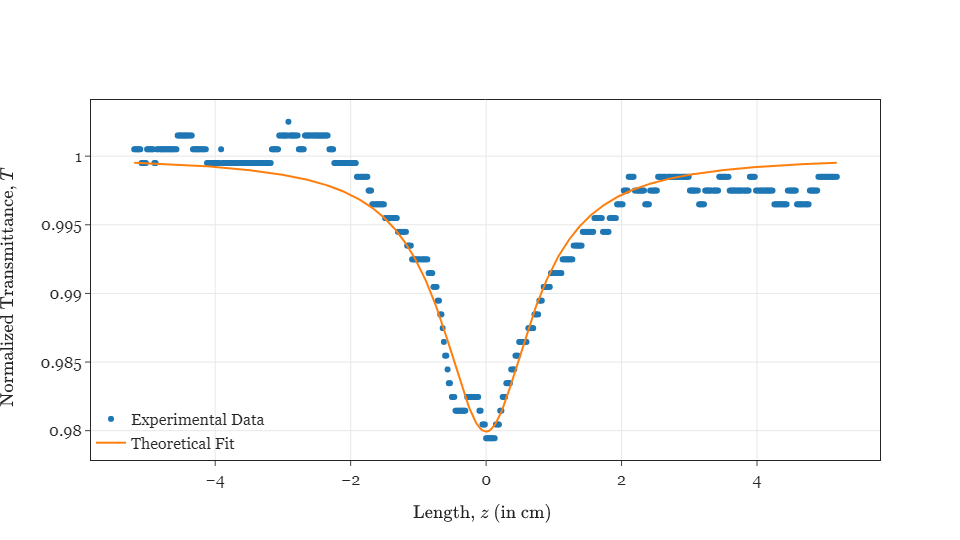 Normalized Transmittance, T
1
0.995
0.99
0.985
0.98
Experimental Data
Theoretical Fit
−4
−2
0
2
4
Length, z (in cm)